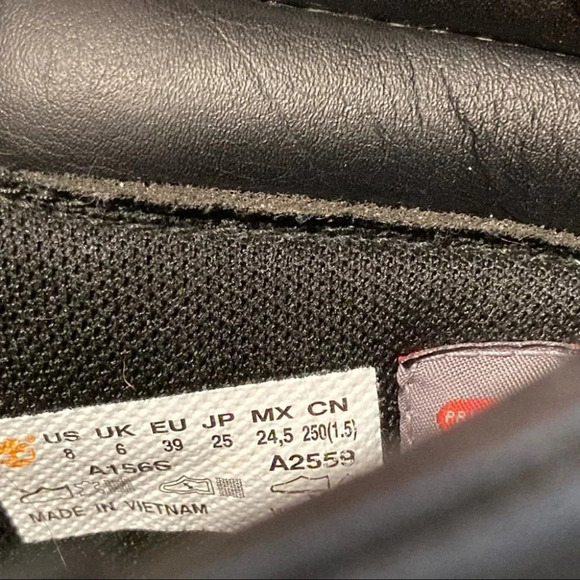 US UK EU JP MX CN
8 6 39 25 24,5 250(1.5)
A156S A2559
MADE IN VIETNAM